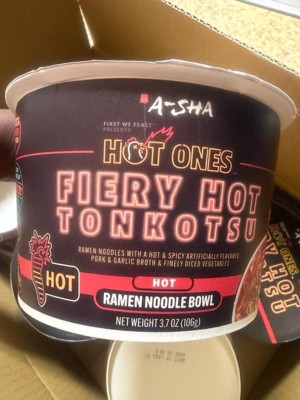 A-SHA
FIRST WE FEAST
PRESENTS
HOT ONES
FIERY HOT
TONKOTSU
RAMEN NOODLES WITH A HOT & SPICY ARTIFICIALLY FLAVORED
PORK & GARLIC BROTH & FINELY DICED VEGETABLES
HOT
HOT
RAMEN NOODLE BOWL
NET WEIGHT 3.7 OZ (106g)